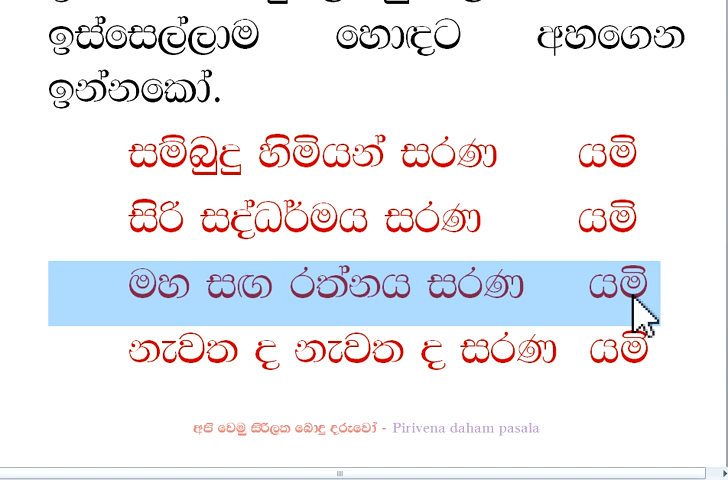 ඉස්සෙල්ලාම හොඳට අහගෙන
ඉන්නකෝ.
සම්බුදු හිමියන් සරණ යමි
සිරි සද්ධර්මය සරණ යමි
මහ සඟ රත්නය සරණ යමි
නැවත ද නැවත ද සරණ යමි
අපි වෙමු සිරිලක බොදු දරුවෝ - Pirivena daham pasala